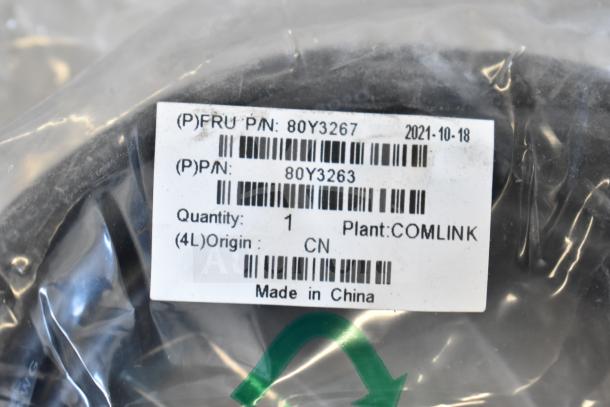 (P)FRU P/N: 80Y3267 2021-10-18
(P)P/N: 80Y3263
Quantity: 1 Plant:COMLINK
(4L)Origin : CN
Made in China